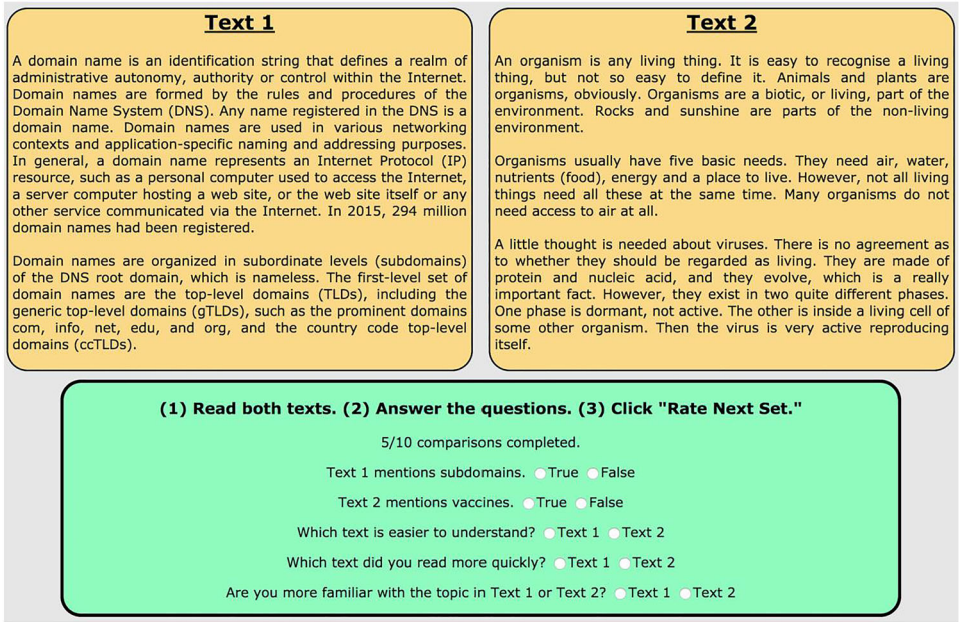 Text 1
A domain name is an identification string that defines a realm of
administrative autonomy, authority or control within the Internet.
Domain names are formed by the rules and procedures of the
Domain Name System (DNS). Any name registered in the DNS is a
domain name. Domain names are used in various networking
contexts and application-specific naming and addressing purposes.
In general, a domain name represents an Internet Protocol (IP)
resource, such as a personal computer used to access the Internet,
a server computer hosting a web site, or the web site itself or any
other service communicated via the Internet. In 2015, 294 million
domain names had been registered.
Domain names are organized in subordinate levels (subdomains)
of the DNS root domain, which is nameless. The first-level set of
domain names are the top-level domains (TLDs), including the
generic top-level domains (gTLDs), such as the prominent domains
com, info, net, edu, and org, and the country code top-level
domains (ccTLDs).
Text 2
An organism is any living thing. It is easy to recognise a living
thing, but not so easy to define it. Animals and plants are
organisms, obviously. Organisms are a biotic, or living, part of the
environment. Rocks and sunshine are parts of the non-living
environment.
Organisms usually have five basic needs. They need air, water,
nutrients (food), energy and a place to live. However, not all living
things need all these at the same time. Many organisms do not
need access to air at all.
A little thought is needed about viruses. There is no agreement as
to whether they should be regarded as living. They are made of
protein and nucleic acid, and they evolve, which is a really
important fact. However, they exist in two quite different phases.
One phase is dormant, not active. The other is inside a living cell of
some other organism. Then the virus is very active reproducing
itself.
(1) Read both texts. (2) Answer the questions. (3) Click "Rate Next Set."
5/10 comparisons completed.
Text 1 mentions subdomains. True False
Text 2 mentions vaccines. True False
Which text is easier to understand? Text 1 Text 2
Which text did you read more quickly? Text 1 Text 2
Are you more familiar with the topic in Text 1 or Text 2? Text 1 Text 2